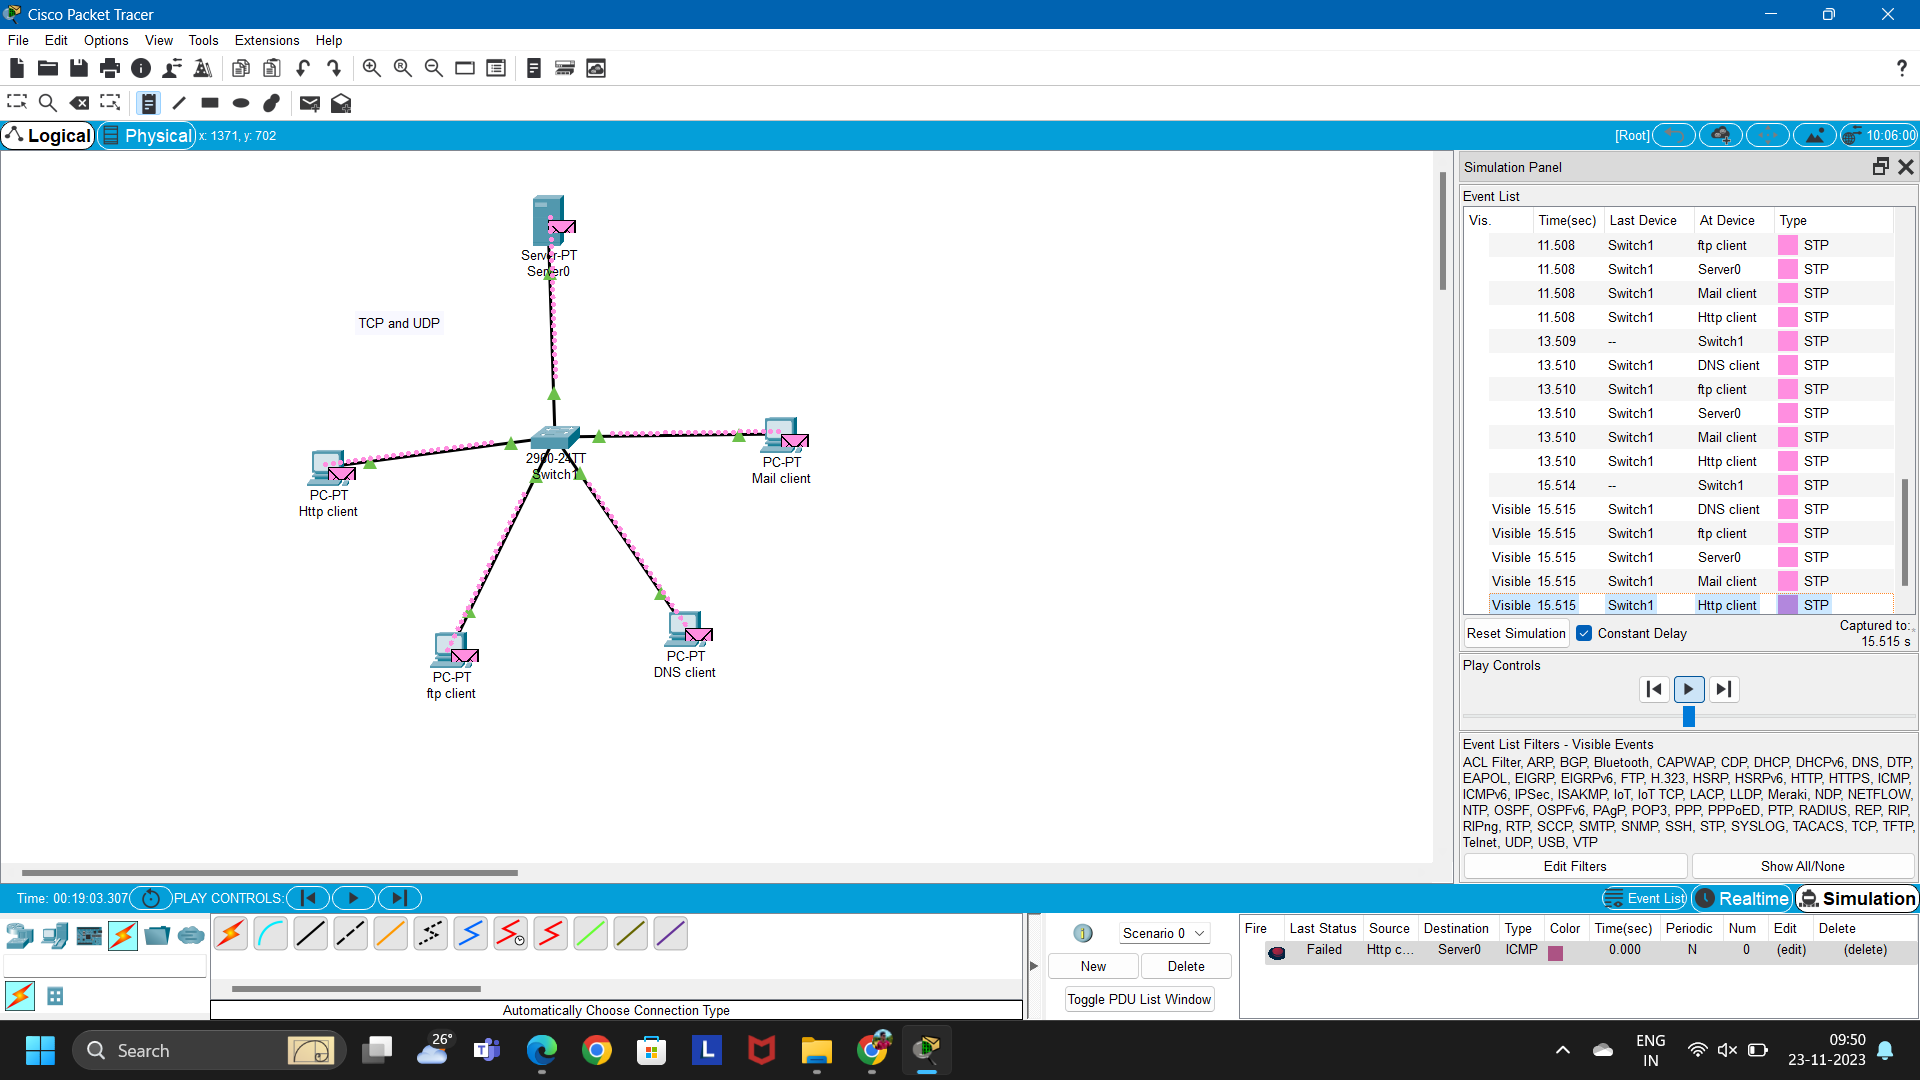 Cisco Packet Tracer
File Edit Options View Tools Extensions Help
Logical Physical x: 1371, y: 702
[Root] 10:06:00
Server-PT
Server0
TCP and UDP
2960-24TT
Switch1
PC-PT
Http client
PC-PT
Mail client
PC-PT
ftp client
PC-PT
DNS client
Simulation Panel
Event List
Vis. Time(sec) Last Device At Device Type
11.508 Switch1 ftp client STP
11.508 Switch1 Server0 STP
11.508 Switch1 Mail client STP
11.508 Switch1 Http client STP
13.509 -- Switch1 STP
13.510 Switch1 DNS client STP
13.510 Switch1 ftp client STP
13.510 Switch1 Server0 STP
13.510 Switch1 Mail client STP
13.510 Switch1 Http client STP
15.514 -- Switch1 STP
Visible 15.515 Switch1 DNS client STP
Visible 15.515 Switch1 ftp client STP
Visible 15.515 Switch1 Server0 STP
Visible 15.515 Switch1 Mail client STP
Visible 15.515 Switch1 Http client STP
Reset Simulation Constant Delay Captured to:
15.515 s
Play Controls
Event List Filters - Visible Events
ACL Filter, ARP, BGP, Bluetooth, CAPWAP, CDP, DHCP, DHCPv6, DNS, DTP,
EAPOL, EIGRP, EIGRPv6, FTP, H.323, HSRP, HSRPv6, HTTP, HTTPS, ICMP,
ICMPv6, IPSec, ISAKMP, IoT, IoT TCP, LACP, LLDP, Meraki, NDP, NETFLOW,
NTP, OSPF, OSPFv6, PAgP, POP3, PPP, PPPoED, PTP, RADIUS, REP, RIP,
RIPng, RTP, SCCP, SMTP, SNMP, SSH, STP, SYSLOG, TACACS, TCP, TFTP,
Telnet, UDP, USB, VTP
Edit Filters Show All/None
Time: 00:19:03.307 PLAY CONTROLS:
Event List Realtime Simulation
Automatically Choose Connection Type
Scenario 0
New Delete
Toggle PDU List Window
Fire Last Status Source Destination Type Color Time(sec) Periodic Num Edit Delete
Failed Http c... Server0 ICMP 0.000 N 0 (edit) (delete)
Search
26°
L
ENG
IN
09:50
23-11-2023